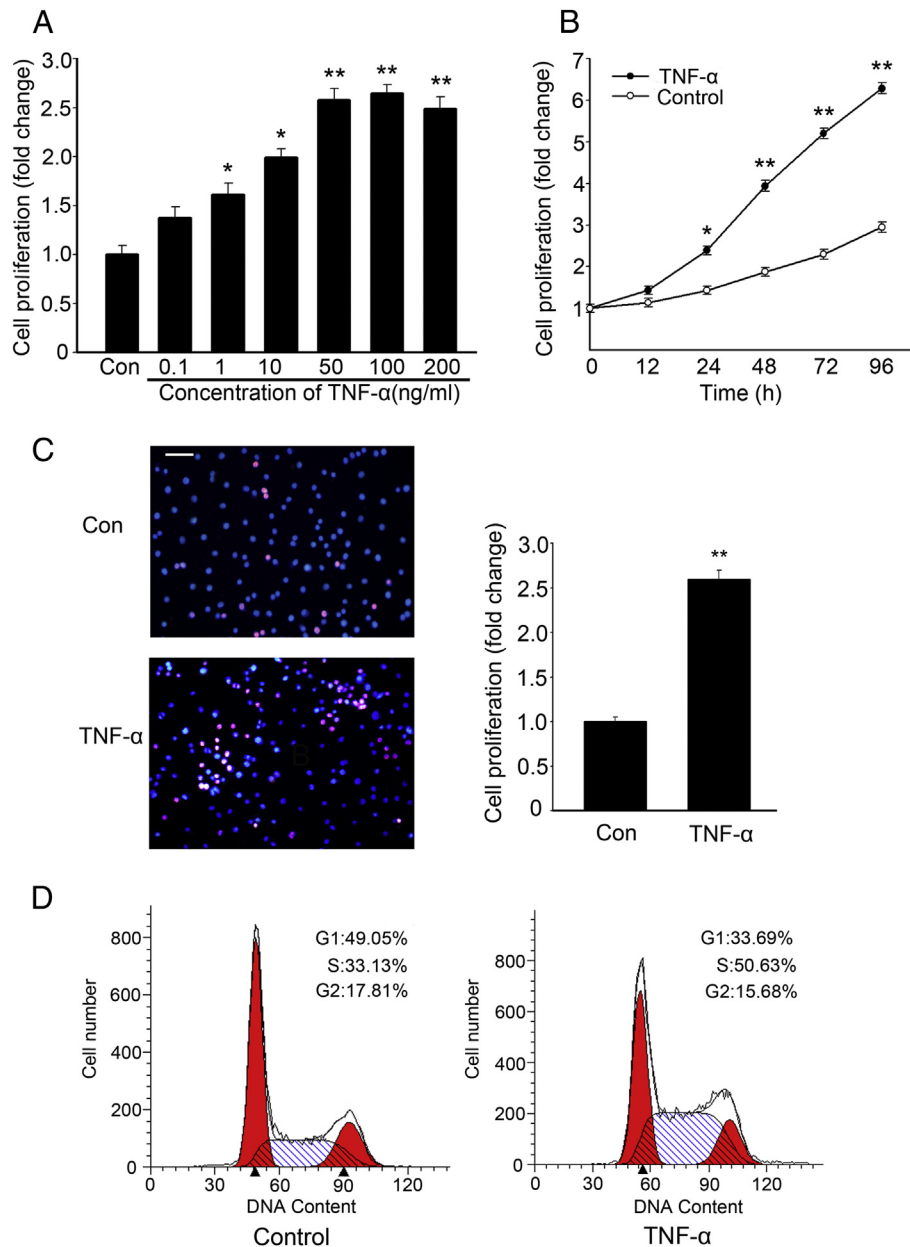 A
Cell proliferation (fold change)
3.0
2.5
2.0
1.5
1.0
0.5
0
*
*
**
**
**
Con
0.1
1
10
50
100
200
Concentration of TNF-α(ng/ml)
B
Cell proliferation (fold change)
7
6
5
4
3
2
1
TNF-α
Control
*
**
**
**
0
12
24
48
72
96
Time (h)
C
Con
TNF-α
B
Cell proliferation (fold change)
3.0
2.5
2.0
1.0
0.5
0
**
Con
TNF-α
D
Cell number
800
600
400
200
0
G1:49.05%
S:33.13%
G2:17.81%
0
30
60
90
120
DNA Content
Control
Cell number
1000
800
600
400
200
0
G1:33.69%
S:50.63%
G2:15.68%
0
30
60
90
120
DNA Content
TNF-α